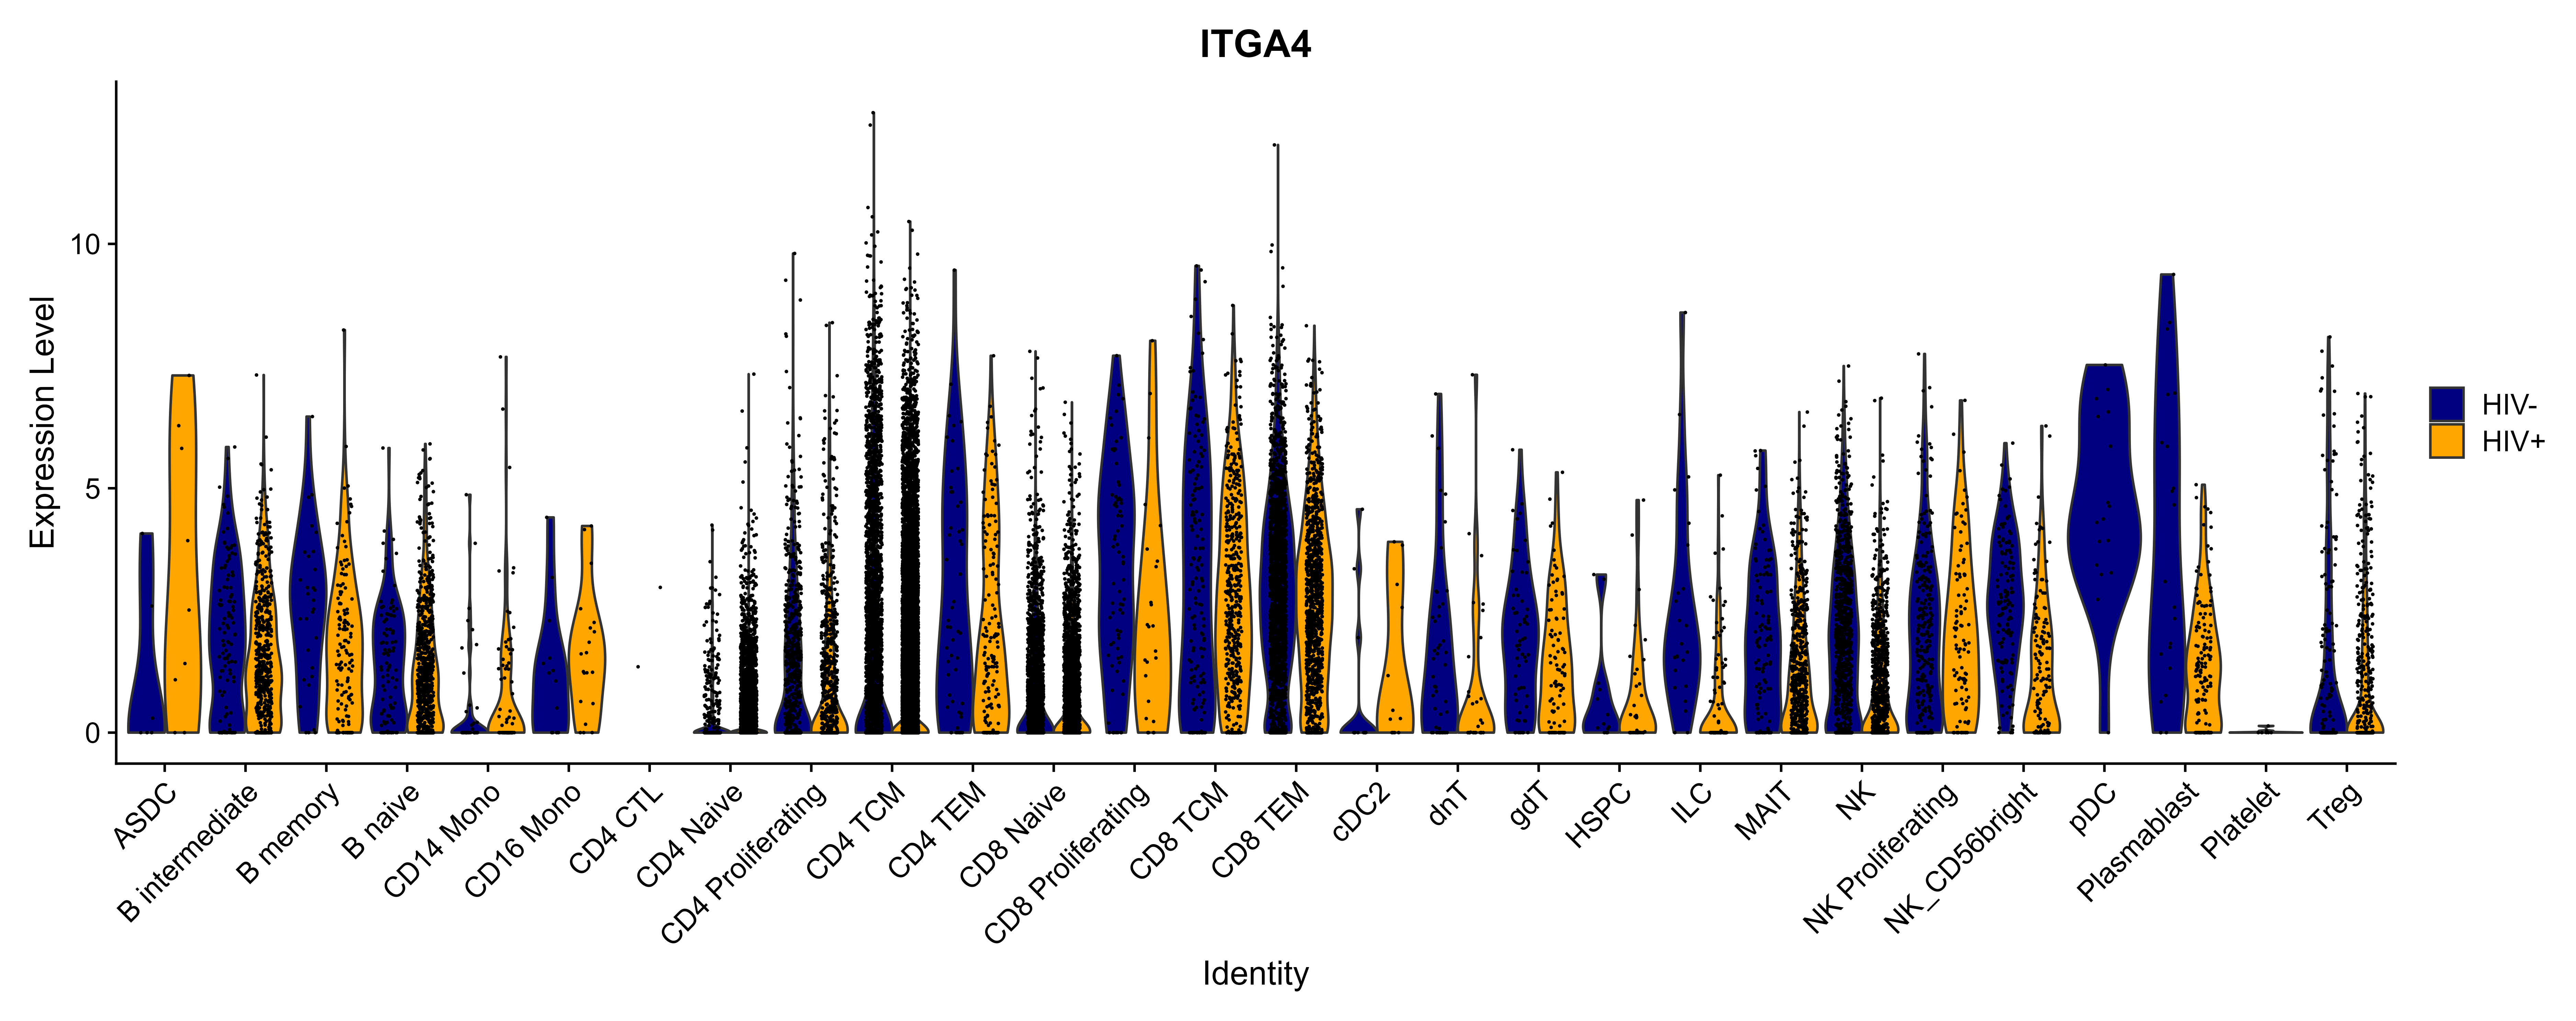 ITGA4
Expression Level
10
5
0
HIV-
HIV+
ASDC
B intermediate
B memory
B naive
CD14 Mono
CD16 Mono
CD4 CTL
CD4 Naive
CD4 Proliferating
CD4 TCM
CD4 TEM
CD8 Naive
CD8 Proliferating
CD8 TCM
CD8 TEM
cDC2
dnT
gdT
HSPC
ILC
MAIT
NK
NK Proliferating
NK_CD56bright
pDC
Plasmablast
Platelet
Treg
Identity